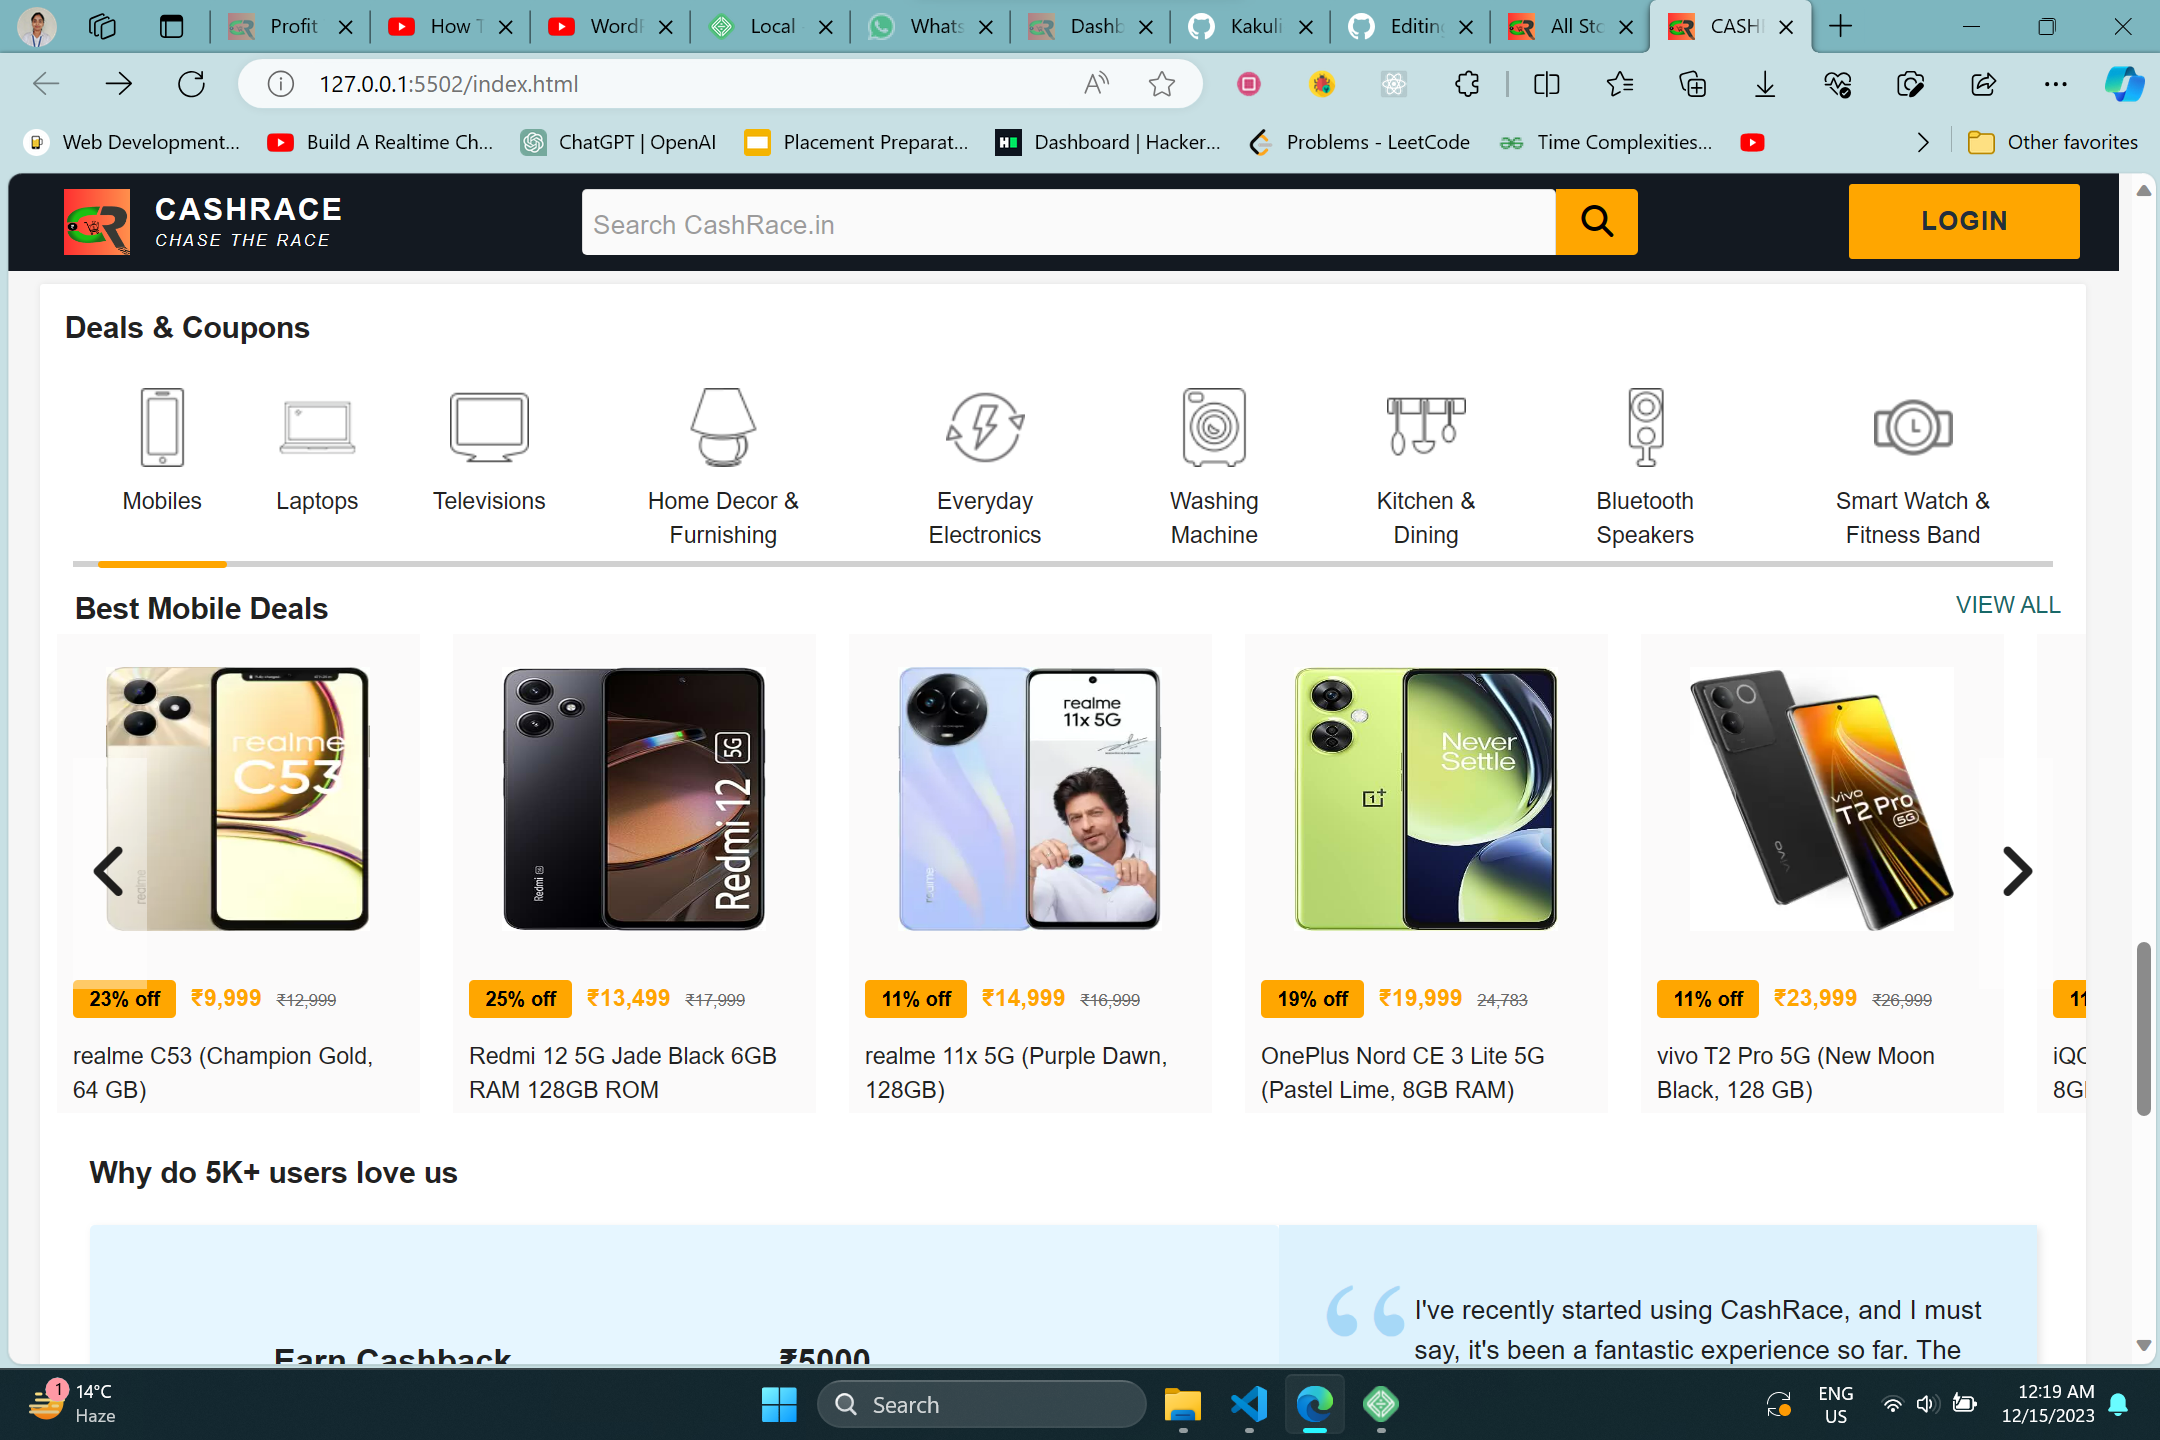 Profit
How T
WordF
Local
Whats
Dashb
Kakuli
Editing
All Sto
CASH
127.0.0.1:5502/index.html
Web Development...
Build A Realtime Ch...
ChatGPT | OpenAI
Placement Preparat...
Dashboard | Hacker...
Problems - LeetCode
Time Complexities...
Other favorites
CASHRACE
CHASE THE RACE
Search CashRace.in
LOGIN
Deals & Coupons
Mobiles
Laptops
Televisions
Home Decor &
Furnishing
Everyday
Electronics
Washing
Machine
Kitchen &
Dining
Bluetooth
Speakers
Smart Watch &
Fitness Band
Best Mobile Deals
VIEW ALL
realme
C53
realme
Redmi
Redmi 12 5G
realme
11x 5G
realme
Never
Settle
vivo
vivo
T2 Pro
5G
23% off ₹9,999 ₹12,999
25% off ₹13,499 ₹17,999
11% off ₹14,999 ₹16,999
19% off ₹19,999 24,783
11% off ₹23,999 ₹26,999
11
realme C53 (Champion Gold,
64 GB)
Redmi 12 5G Jade Black 6GB
RAM 128GB ROM
realme 11x 5G (Purple Dawn,
128GB)
OnePlus Nord CE 3 Lite 5G
(Pastel Lime, 8GB RAM)
vivo T2 Pro 5G (New Moon
Black, 128 GB)
Why do 5K+ users love us
Earn Cashback
₹5000
I've recently started using CashRace, and I must
say, it's been a fantastic experience so far. The
1
14°C
Haze
Search
ENG
US
12:19 AM
12/15/2023